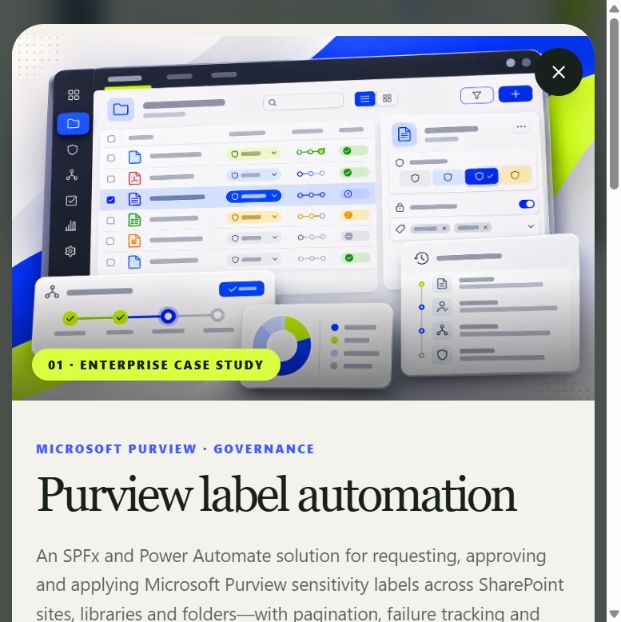 01 · ENTERPRISE CASE STUDY
MICROSOFT PURVIEW · GOVERNANCE
Purview label automation
An SPFx and Power Automate solution for requesting, approving
and applying Microsoft Purview sensitivity labels across SharePoint
sites, libraries and folders—with pagination, failure tracking and